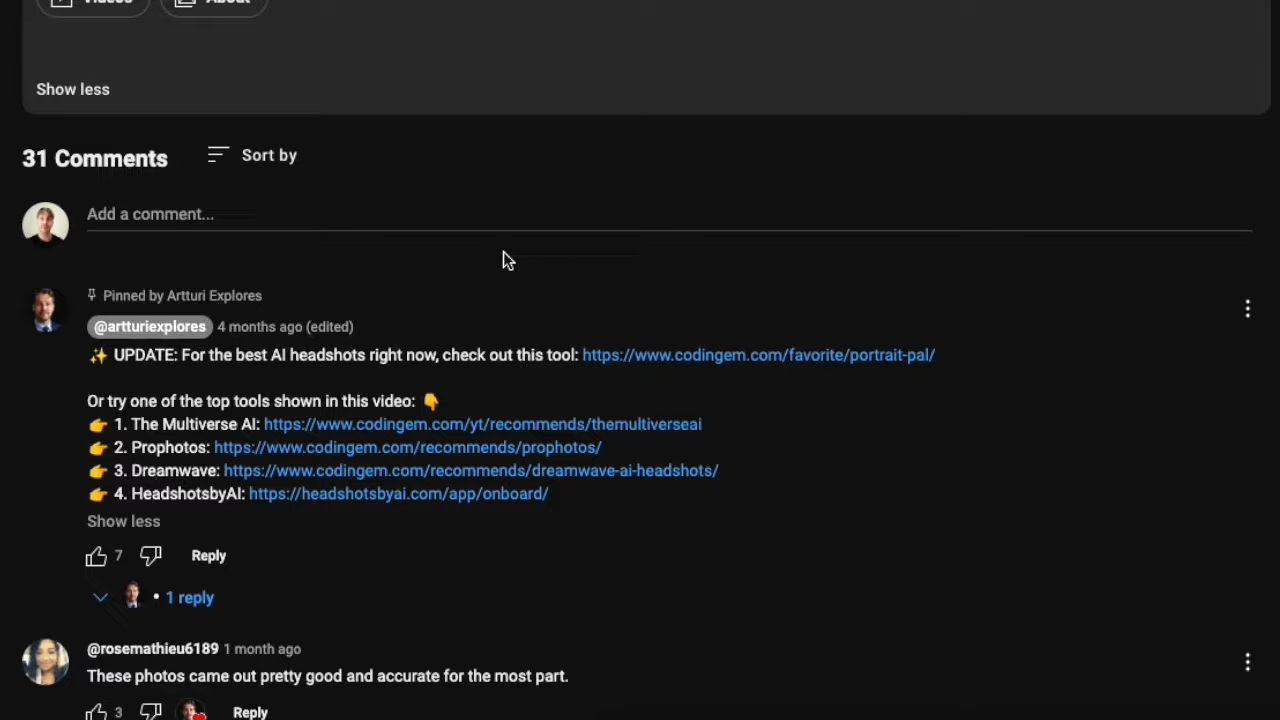 Videos
About
Show less
31 Comments
Sort by
Add a comment...
Pinned by Artturi Explores
@artturiexplores 4 months ago (edited)
✨ UPDATE: For the best AI headshots right now, check out this tool: https://www.codingem.com/favorite/portrait-pal/
Or try one of the top tools shown in this video: 👇
👉 1. The Multiverse AI: https://www.codingem.com/yt/recommends/themultiverseai
👉 2. Prophotos: https://www.codingem.com/recommends/prophotos/
👉 3. Dreamwave: https://www.codingem.com/recommends/dreamwave-ai-headshots/
👉 4. HeadshotsbyAI: https://headshotsbyai.com/app/onboard/
Show less
7 Reply
• 1 reply
@rosemathieu6189 1 month ago
These photos came out pretty good and accurate for the most part.
3 Reply